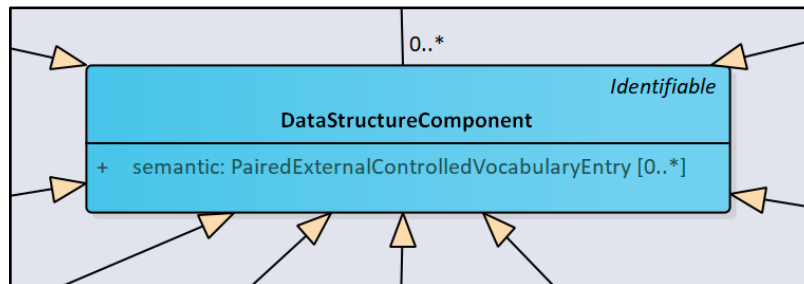 0..*
Identifiable
DataStructureComponent
+ semantic: PairedExternalControlledVocabularyEntry [0..*]